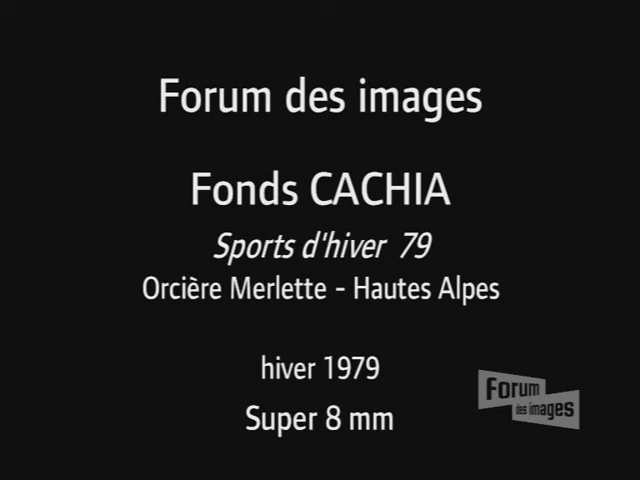 Forum des images
Fonds CACHIA
Sports d'hiver 79
Orcière Merlette - Hautes Alpes
hiver 1979
Super 8 mm
Forum
des images